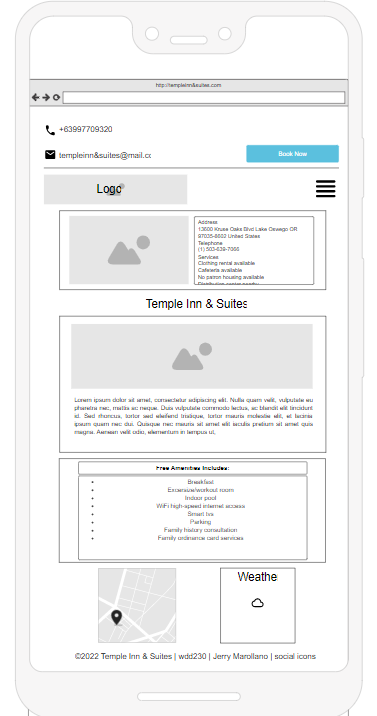 http://templeinn&suites.com
+63997709320
templeinn&suites@mail.cc
Book Now
Logo
Address
13600 Kruse Oaks Blvd Lake Oswego OR
97035-8602 United States
Telephone
(1) 503-639-7066
Services
Clothing rental available
Cafeteria available
No patron housing available
Distribution center nearby
Temple Inn & Suites
Lorem ipsum dolor sit amet, consectetur adipiscing elit. Nulla quam velit, vulputate eu
pharetra nec, mattis ac neque. Duis vulputate commodo lectus, ac blandit elit tincidunt
id. Sed rhoncus, tortor sed eleifend tristique, tortor mauris molestie elit, et lacinia
ipsum quam nec dui. Quisque nec mauris sit amet elit iaculis pretium sit amet quis
magna. Aenean velit odio, elementum in tempus ut,
Free Amenities Includes:
Breakfast
Excersize/workout room
Indoor pool
WiFi high-speed internet access
Smart tvs
Parking
Family history consultation
Family ordinance card services
Weathe
©2022 Temple Inn & Suites | wdd230 | Jerry Marollano | social icons